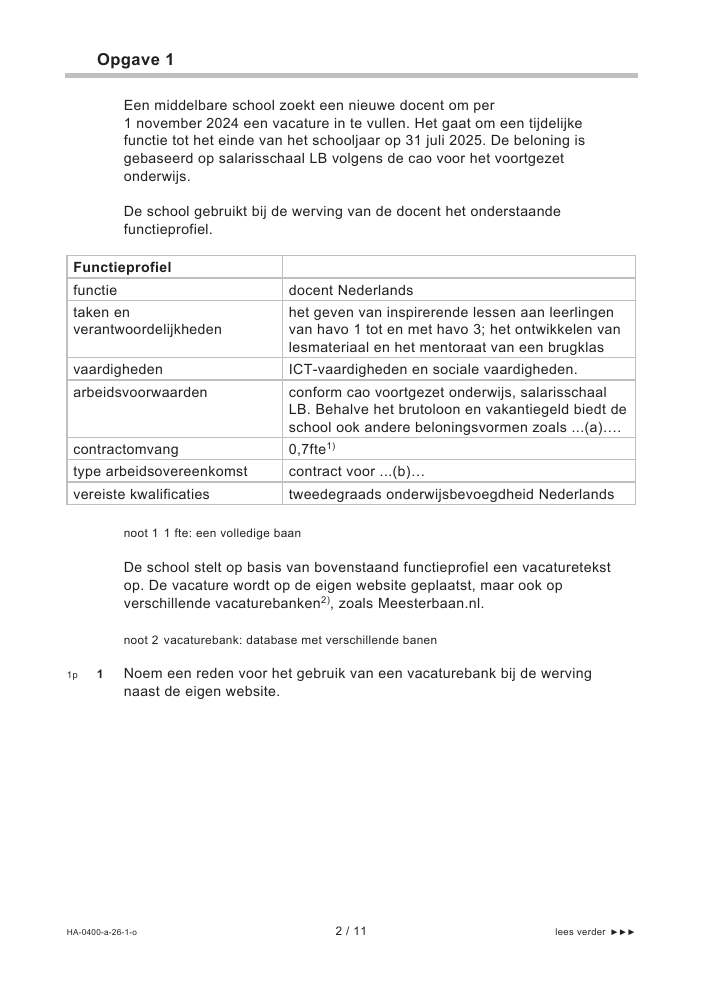 Opgave 1
Een middelbare school zoekt een nieuwe docent om per
1 november 2024 een vacature in te vullen. Het gaat om een tijdelijke
functie tot het einde van het schooljaar op 31 juli 2025. De beloning is
gebaseerd op salarisschaal LB volgens de cao voor het voortgezet
onderwijs.
De school gebruikt bij de werving van de docent het onderstaande
functieprofiel.
Functieprofiel
functie docent Nederlands
taken en het geven van inspirerende lessen aan leerlingen
verantwoordelijkheden van havo 1 tot en met havo 3; het ontwikkelen van
lesmateriaal en het mentoraat van een brugklas
vaardigheden ICT-vaardigheden en sociale vaardigheden.
arbeidsvoorwaarden conform cao voortgezet onderwijs, salarisschaal
LB. Behalve het brutoloon en vakantiegeld biedt de
school ook andere beloningsvormen zoals ...(a)....
contractomvang 0,7fte1)
type arbeidsovereenkomst contract voor ...(b)...
vereiste kwalificaties tweedegraads onderwijsbevoegdheid Nederlands
noot 1 1 fte: een volledige baan
De school stelt op basis van bovenstaand functieprofiel een vacaturetekst
op. De vacature wordt op de eigen website geplaatst, maar ook op
verschillende vacaturebanken2), zoals Meesterbaan.nl.
noot 2 vacaturebank: database met verschillende banen
1p 1 Noem een reden voor het gebruik van een vacaturebank bij de werving
naast de eigen website.
HA-0400-a-26-1-o 2 / 11 lees verder ►►►